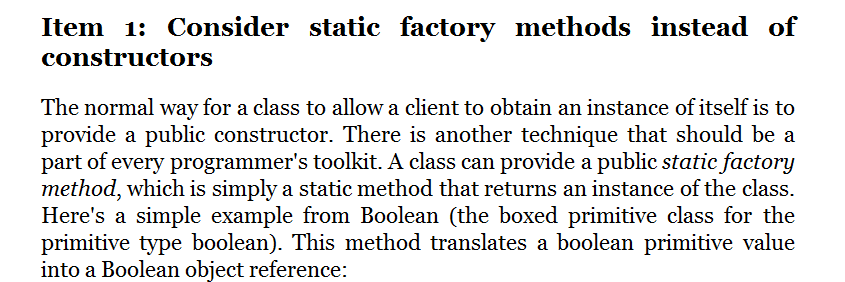 Item 1: Consider static factory methods instead of
constructors
The normal way for a class to allow a client to obtain an instance of itself is to
provide a public constructor. There is another technique that should be a
part of every programmer's toolkit. A class can provide a public static factory
method, which is simply a static method that returns an instance of the class.
Here's a simple example from Boolean (the boxed primitive class for the
primitive type boolean). This method translates a boolean primitive value
into a Boolean object reference: